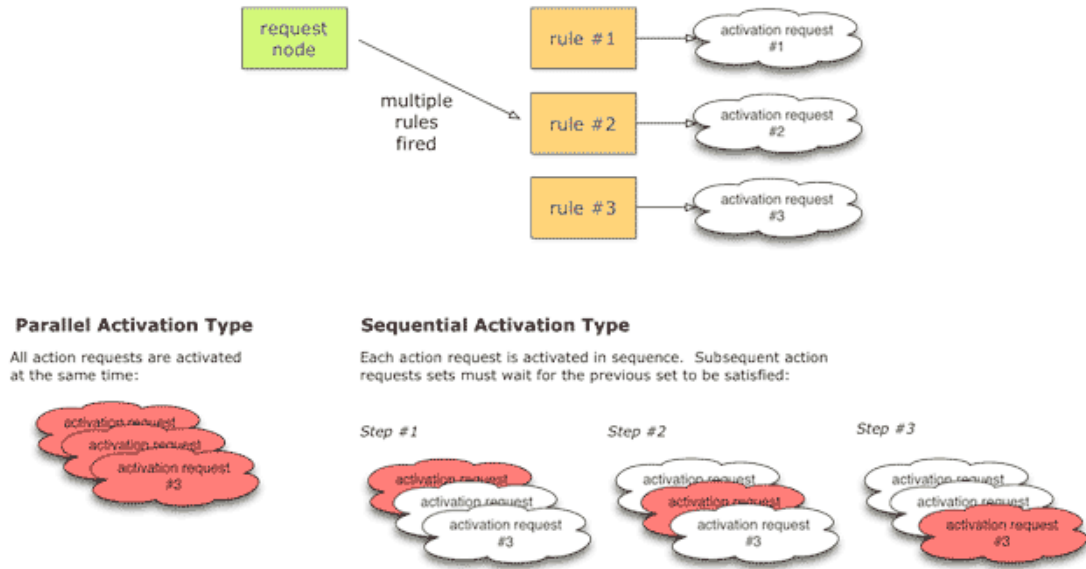 request
node
multiple
rules
fired
rule #1
activation request
#1
rule #2
activation request
#2
rule #3
activation request
#3
Parallel Activation Type
All action requests are activated
at the same time:
activation request
activation request
activation request
#3
Sequential Activation Type
Each action request is activated in sequence. Subsequent action
requests sets must wait for the previous set to be satisfied:
Step #1
activation request
activation request
activation request
#3
Step #2
activation request
activation request
activation request
#3
Step #3
activation request
activation request
activation request
#3